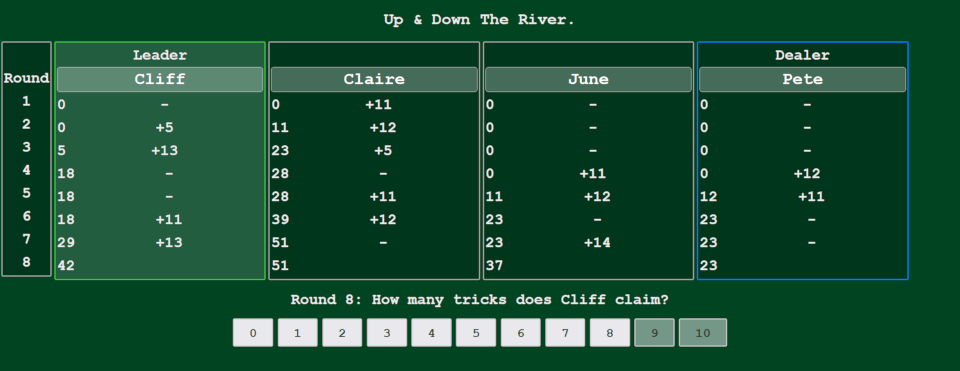 Up & Down The River.
Leader Dealer
Round Cliff Claire June Pete
1 0 - 0 +11 0 - 0 -
2 0 +5 11 +12 0 - 0 -
3 5 +13 23 +5 0 - 0 -
4 18 - 28 - 0 +11 0 +12
5 18 - 28 +11 11 +12 12 +11
6 18 +11 39 +12 23 - 23 -
7 29 +13 51 - 23 +14 23 -
8 42 51 37 23
Round 8: How many tricks does Cliff claim?
0 1 2 3 4 5 6 7 8 9 10